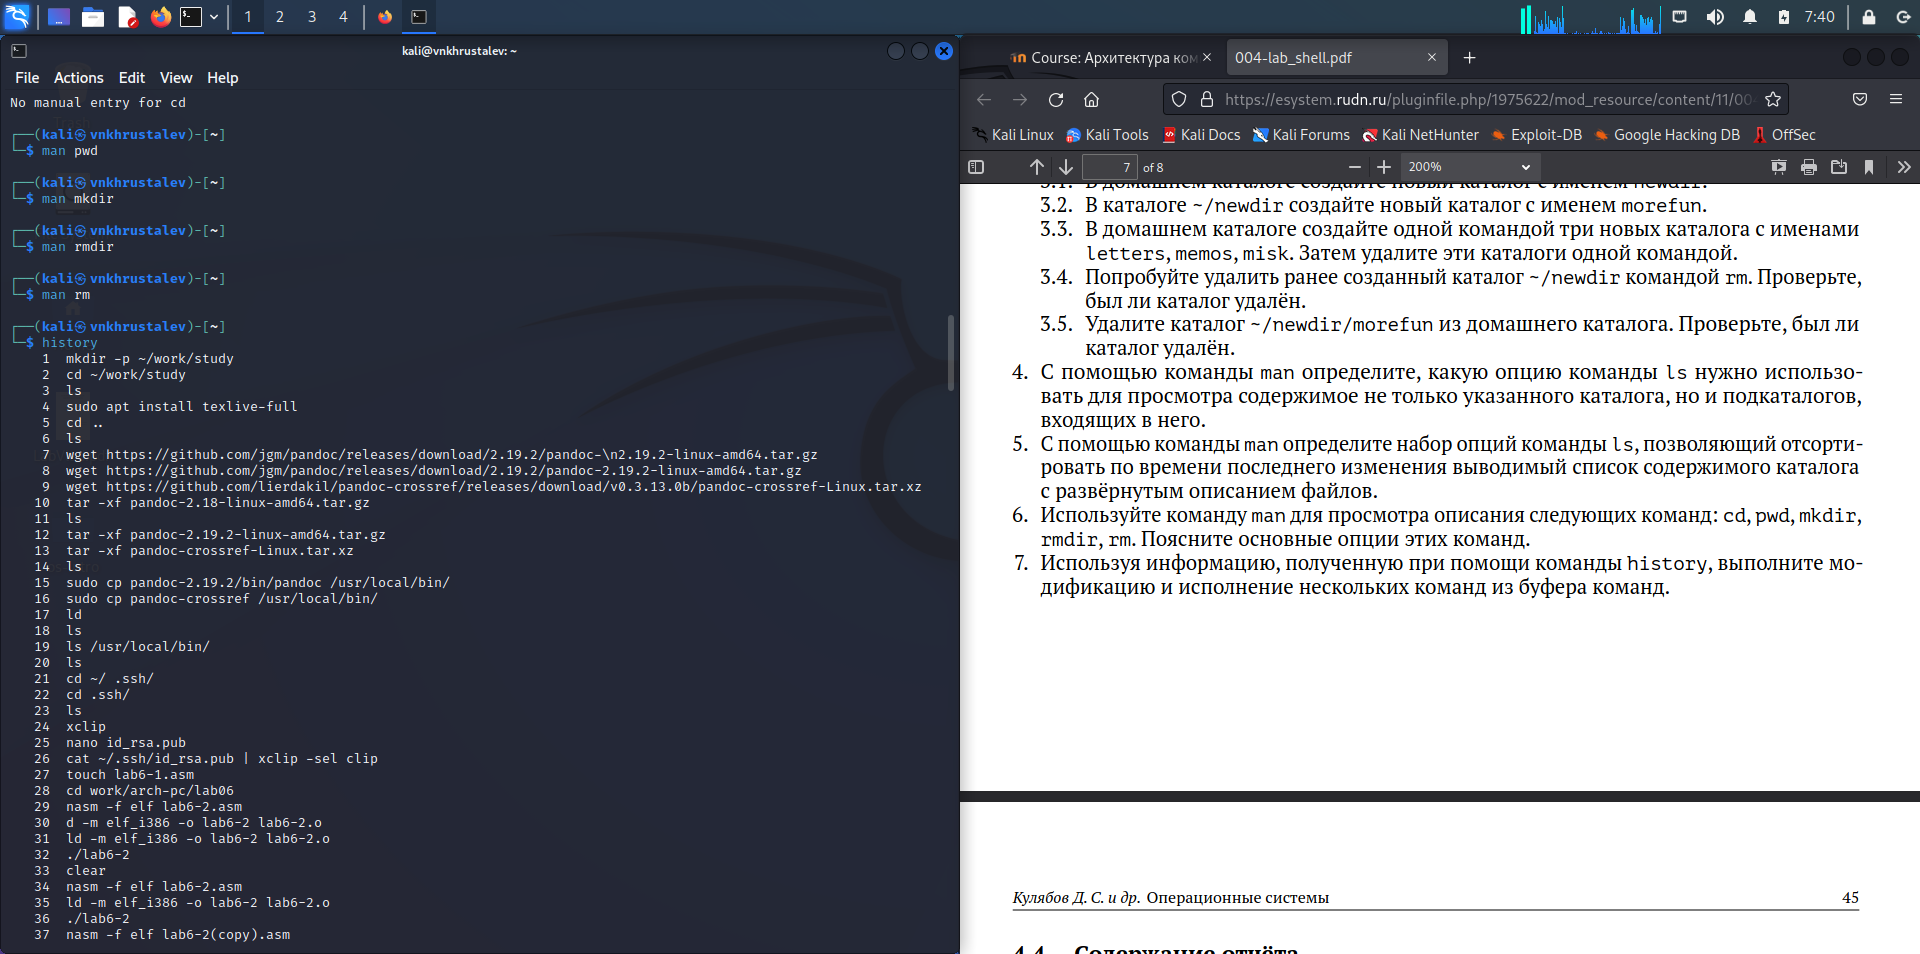 1 2 3 4
7:40
kali@vnkhrustalev: ~
File Actions Edit View Help
No manual entry for cd
┌──(kali㉿vnkhrustalev)-[~]
└─$ man pwd
┌──(kali㉿vnkhrustalev)-[~]
└─$ man mkdir
┌──(kali㉿vnkhrustalev)-[~]
└─$ man rmdir
┌──(kali㉿vnkhrustalev)-[~]
└─$ man rm
┌──(kali㉿vnkhrustalev)-[~]
└─$ history
1 mkdir -p ~/work/study
2 cd ~/work/study
3 ls
4 sudo apt install texlive-full
5 cd ..
6 ls
7 wget https://github.com/jgm/pandoc/releases/download/2.19.2/pandoc-\n2.19.2-linux-amd64.tar.gz
8 wget https://github.com/jgm/pandoc/releases/download/2.19.2/pandoc-2.19.2-linux-amd64.tar.gz
9 wget https://github.com/lierdakil/pandoc-crossref/releases/download/v0.3.13.0b/pandoc-crossref-Linux.tar.xz
10 tar -xf pandoc-2.18-linux-amd64.tar.gz
11 ls
12 tar -xf pandoc-2.19.2-linux-amd64.tar.gz
13 tar -xf pandoc-crossref-Linux.tar.xz
14 ls
15 sudo cp pandoc-2.19.2/bin/pandoc /usr/local/bin/
16 sudo cp pandoc-crossref /usr/local/bin/
17 ld
18 ls
19 ls /usr/local/bin/
20 ls
21 cd ~/ .ssh/
22 cd .ssh/
23 ls
24 xclip
25 nano id_rsa.pub
26 cat ~/.ssh/id_rsa.pub | xclip -sel clip
27 touch lab6-1.asm
28 cd work/arch-pc/lab06
29 nasm -f elf lab6-2.asm
30 d -m elf_i386 -o lab6-2 lab6-2.o
31 ld -m elf_i386 -o lab6-2 lab6-2.o
32 ./lab6-2
33 clear
34 nasm -f elf lab6-2.asm
35 ld -m elf_i386 -o lab6-2 lab6-2.o
36 ./lab6-2
37 nasm -f elf lab6-2(copy).asm
Course: Архитектура ком
004-lab_shell.pdf
https://esystem.rudn.ru/pluginfile.php/1975622/mod_resource/content/11/00
Kali Linux Kali Tools Kali Docs Kali Forums Kali NetHunter Exploit-DB Google Hacking DB OffSec
7 of 8 200%
3.1. В домашнем каталоге создайте новый каталог с именем newdir.
3.2. В каталоге ~/newdir создайте новый каталог с именем morefun.
3.3. В домашнем каталоге создайте одной командой три новых каталога с именами
letters, memos, misk. Затем удалите эти каталоги одной командой.
3.4. Попробуйте удалить ранее созданный каталог ~/newdir командой rm. Проверьте,
был ли каталог удалён.
3.5. Удалите каталог ~/newdir/morefun из домашнего каталога. Проверьте, был ли
каталог удалён.
4. С помощью команды man определите, какую опцию команды ls нужно использо-
вать для просмотра содержимое не только указанного каталога, но и подкаталогов,
входящих в него.
5. С помощью команды man определите набор опций команды ls, позволяющий отсорти-
ровать по времени последнего изменения выводимый список содержимого каталога
с развёрнутым описанием файлов.
6. Используйте команду man для просмотра описания следующих команд: cd, pwd, mkdir,
rmdir, rm. Поясните основные опции этих команд.
7. Используя информацию, полученную при помощи команды history, выполните мо-
дификацию и исполнение нескольких команд из буфера команд.
Кулябов Д. С. и др. Операционные системы 45
4.4. Содержание отчёта